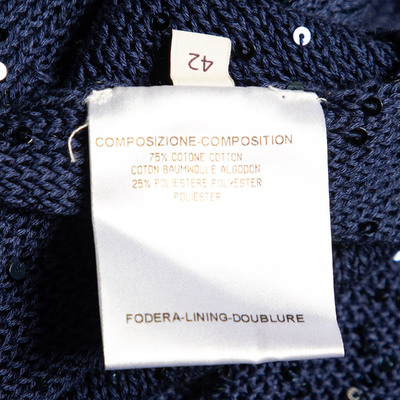 42
COMPOSIZIONE-COMPOSITION
75% COTONE COTTON
COTON BAUMWOLLE ALGODON
25% POLIESTERE POLYESTER
POLIESTER
FODERA-LINING-DOUBLURE